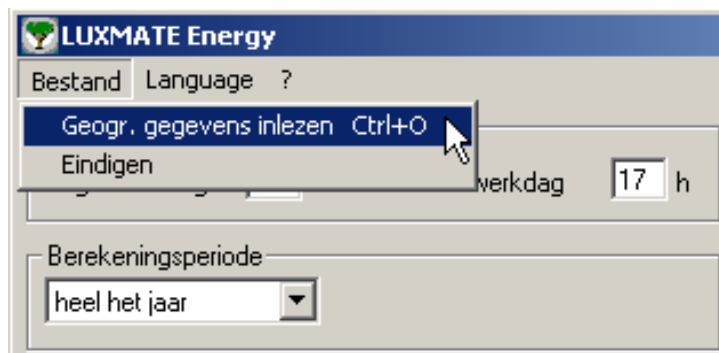 LUXMATE Energy
Bestand Language ?
Geogr. gegevens inlezen Ctrl+O
Eindigen
werkdag 17 h
Berekeningsperiode
heel het jaar